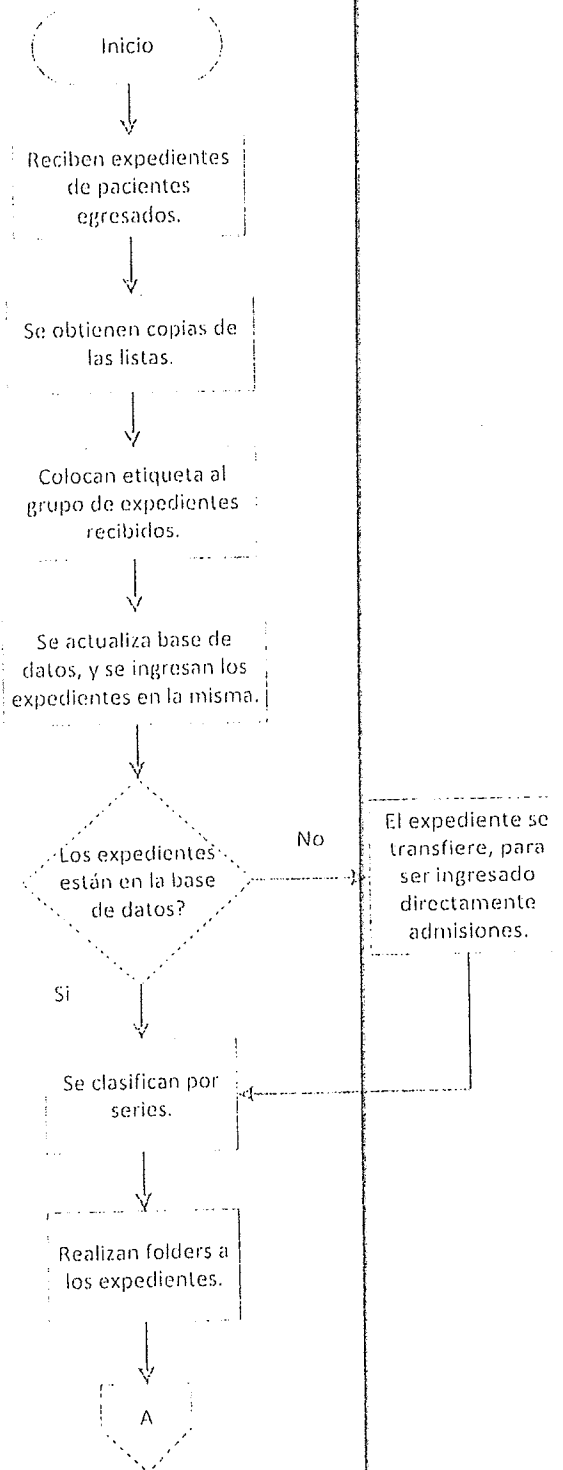 Inicio
Reciben expedientes
de pacientes
egresados.
Se obtienen copias de
las listas.
Colocan etiqueta al
grupo de expedientes
recibidos.
Se actualiza base de
datos, y se ingresan los
expedientes en la misma.
Los expedientes
están en la base
de datos?
No
El expediente se
transfiere, para
ser ingresado
directamente
admisiones.
Si
Se clasifican por
series.
Realizan folders a
los expedientes.
A